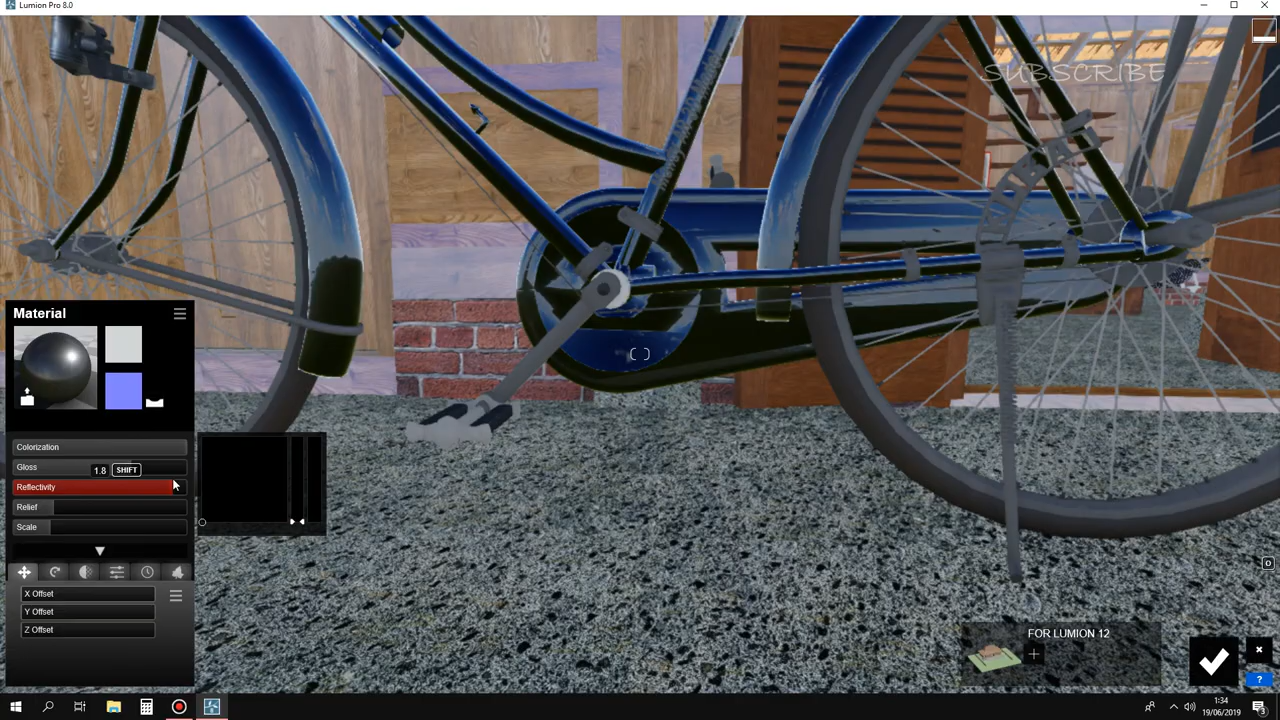 Lumion Pro 8.0
SUBSCRIBE
Material
Colorization
Gloss
1.8
SHIFT
Reflectivity
Relief
Scale
X Offset
Y Offset
Z Offset
FOR LUMION 12
1:34
19/06/2019